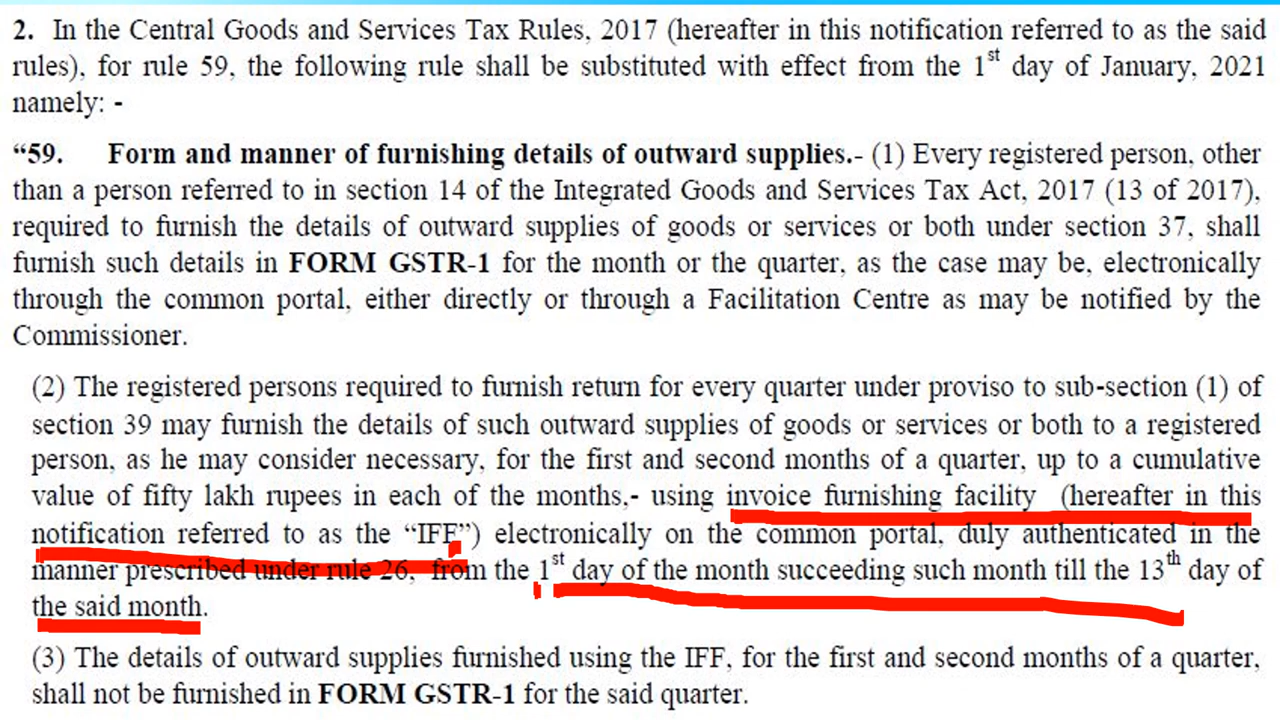 2. In the Central Goods and Services Tax Rules, 2017 (hereafter in this notification referred to as the said
rules), for rule 59, the following rule shall be substituted with effect from the 1st day of January, 2021
namely: -
“59. Form and manner of furnishing details of outward supplies.- (1) Every registered person, other
than a person referred to in section 14 of the Integrated Goods and Services Tax Act, 2017 (13 of 2017),
required to furnish the details of outward supplies of goods or services or both under section 37, shall
furnish such details in FORM GSTR-1 for the month or the quarter, as the case may be, electronically
through the common portal, either directly or through a Facilitation Centre as may be notified by the
Commissioner.
(2) The registered persons required to furnish return for every quarter under proviso to sub-section (1) of
section 39 may furnish the details of such outward supplies of goods or services or both to a registered
person, as he may consider necessary, for the first and second months of a quarter, up to a cumulative
value of fifty lakh rupees in each of the months,- using invoice furnishing facility (hereafter in this
notification referred to as the “IFF”) electronically on the common portal, duly authenticated in the
manner prescribed under rule 26, from the 1st day of the month succeeding such month till the 13th day of
the said month.
(3) The details of outward supplies furnished using the IFF, for the first and second months of a quarter,
shall not be furnished in FORM GSTR-1 for the said quarter.